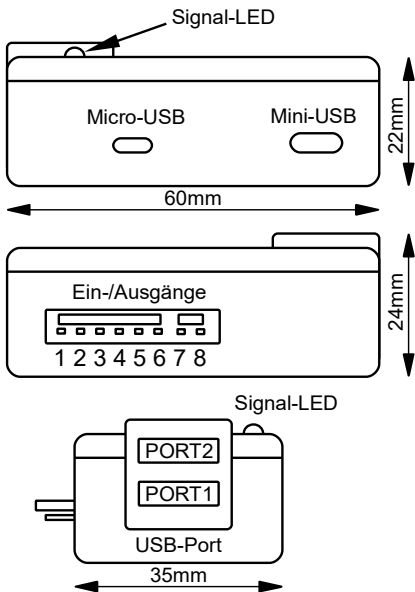 Signal-LED
Micro-USB
Mini-USB
22mm
60mm
Ein-/Ausgänge
1 2 3 4 5 6 7 8
24mm
Signal-LED
PORT2
PORT1
USB-Port
35mm